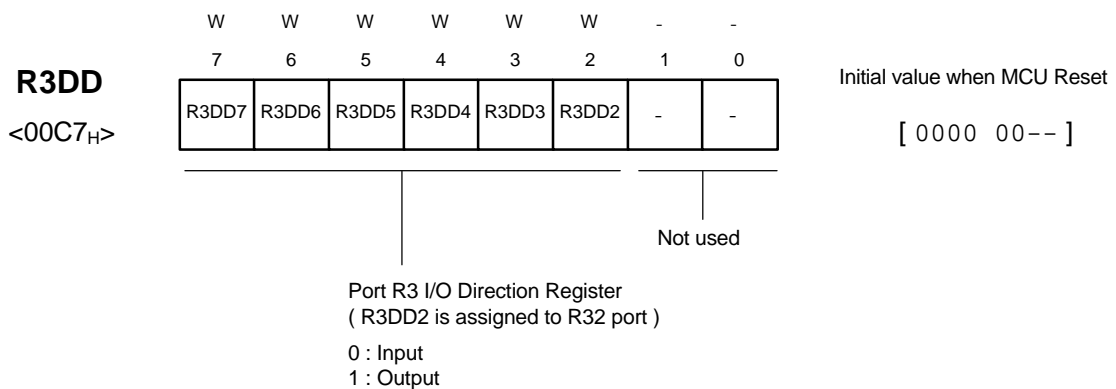 W W W W W W - -
7 6 5 4 3 2 1 0
R3DD
<00C7H>
R3DD7 R3DD6 R3DD5 R3DD4 R3DD3 R3DD2 - -
Initial value when MCU Reset
[ 0000 00-- ]
Not used
Port R3 I/O Direction Register
( R3DD2 is assigned to R32 port )
0 : Input
1 : Output